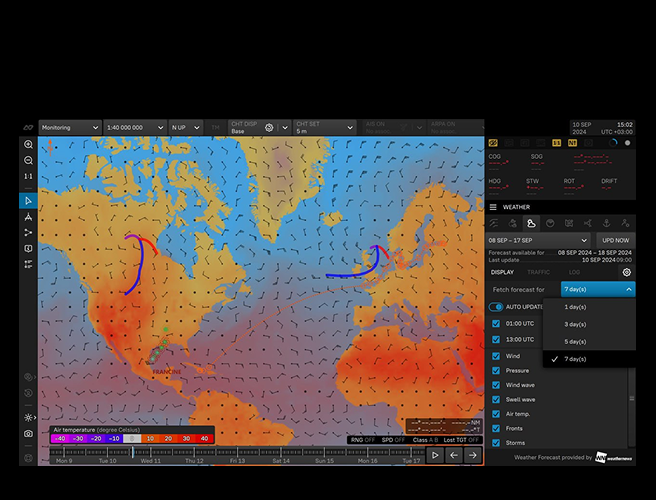 Monitoring
1:40 000 000
N UP
TM
CHT DISP
Base
CHT SET
5 m
10 SEP
2024
15:02
UTC +03:00
1:1
COG
SOG
HDG
STW
ROT
DRIFT
WEATHER
08 SEP – 17 SEP
UPD NOW
Forecast available for 08 SEP 2024 – 18 SEP 2024
Last update 10 SEP 2024 09:00
DISPLAY
TRAFFIC
LOG
Fetch forecast for
7 day(s)
1 day(s)
3 day(s)
5 day(s)
7 day(s)
01:00 UTC
13:00 UTC
Wind
Pressure
Wind wave
Swell wave
Air temp.
Fronts
Storms
Weather Forecast provided by
weathernews
FRANCINE
Air temperature (degree Celsius)
-40 -30 -20 -10 0 10 20 30 40
NM
°T
RNG OFF SPD OFF Class A B Lost TGT OFF
Mon 9 Tue 10 Wed 11 Thu 12 Fri 13 Sat 14 Sun 15 Mon 16 Tue 17